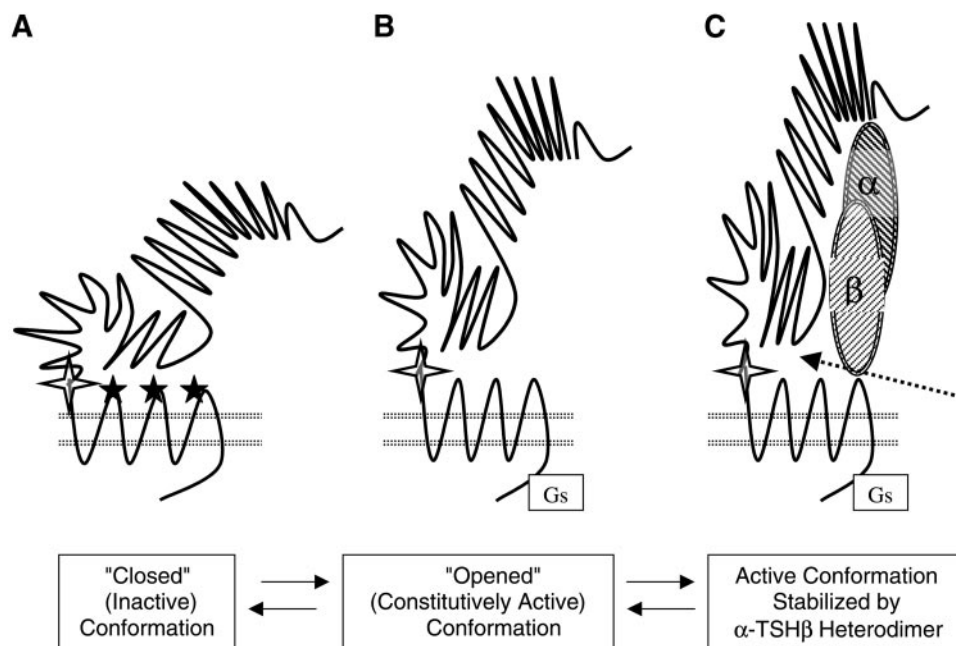 A
B
C
α
β
Gs
Gs
"Closed"
(Inactive)
Conformation
"Opened"
(Constitutively Active)
Conformation
Active Conformation
Stabilized by
α-TSHβ Heterodimer